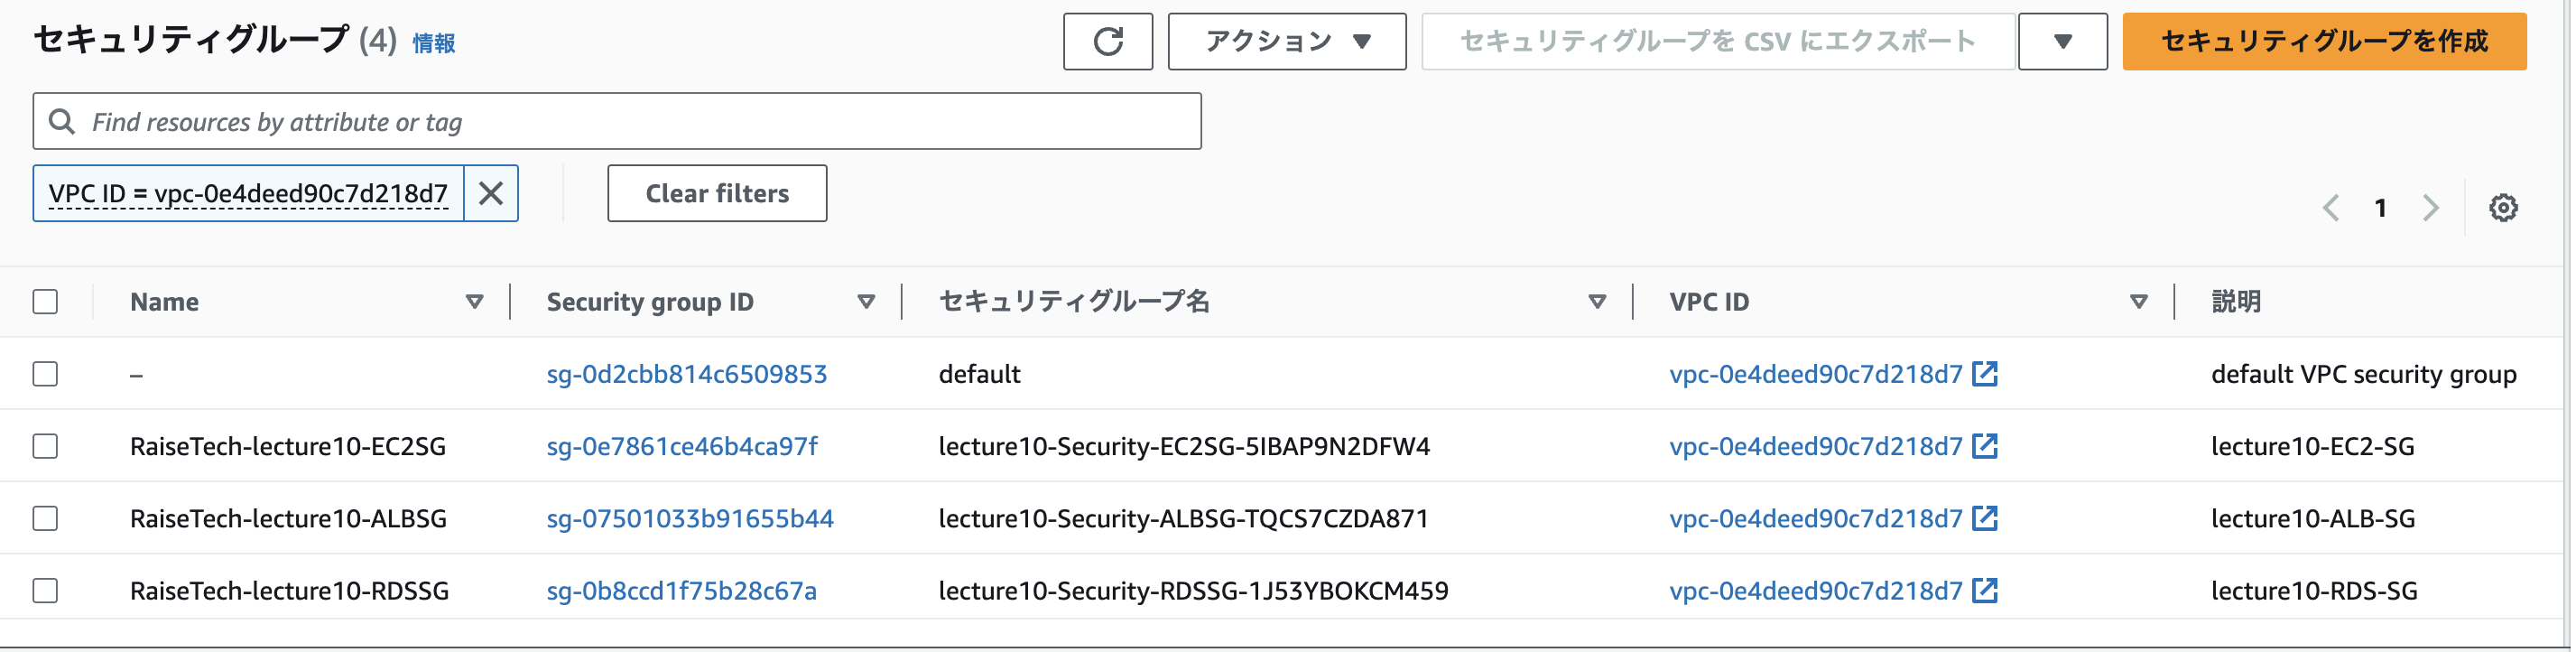 セキュリティグループ (4) 情報 アクション セキュリティグループを CSV にエクスポート セキュリティグループを作成
Find resources by attribute or tag
VPC ID = vpc-0e4deed90c7d218d7 Clear filters 1
Name Security group ID セキュリティグループ名 VPC ID 説明
– sg-0d2cbb814c6509853 default vpc-0e4deed90c7d218d7 default VPC security group
RaiseTech-lecture10-EC2SG sg-0e7861ce46b4ca97f lecture10-Security-EC2SG-5IBAP9N2DFW4 vpc-0e4deed90c7d218d7 lecture10-EC2-SG
RaiseTech-lecture10-ALBSG sg-07501033b91655b44 lecture10-Security-ALBSG-TQCS7CZDA871 vpc-0e4deed90c7d218d7 lecture10-ALB-SG
RaiseTech-lecture10-RDSSG sg-0b8ccd1f75b28c67a lecture10-Security-RDSSG-1J53YBOKCM459 vpc-0e4deed90c7d218d7 lecture10-RDS-SG